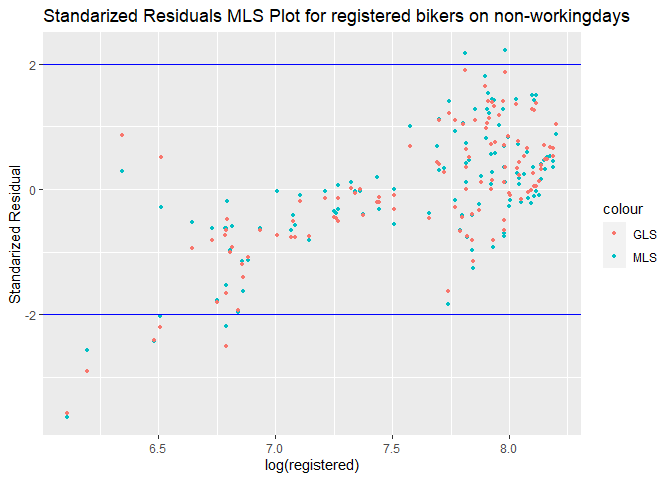 Standarized Residuals MLS Plot for registered bikers on non-workingdays
Standarized Residual
2
0
-2
6.5 7.0 7.5 8.0
log(registered)
colour
GLS
MLS